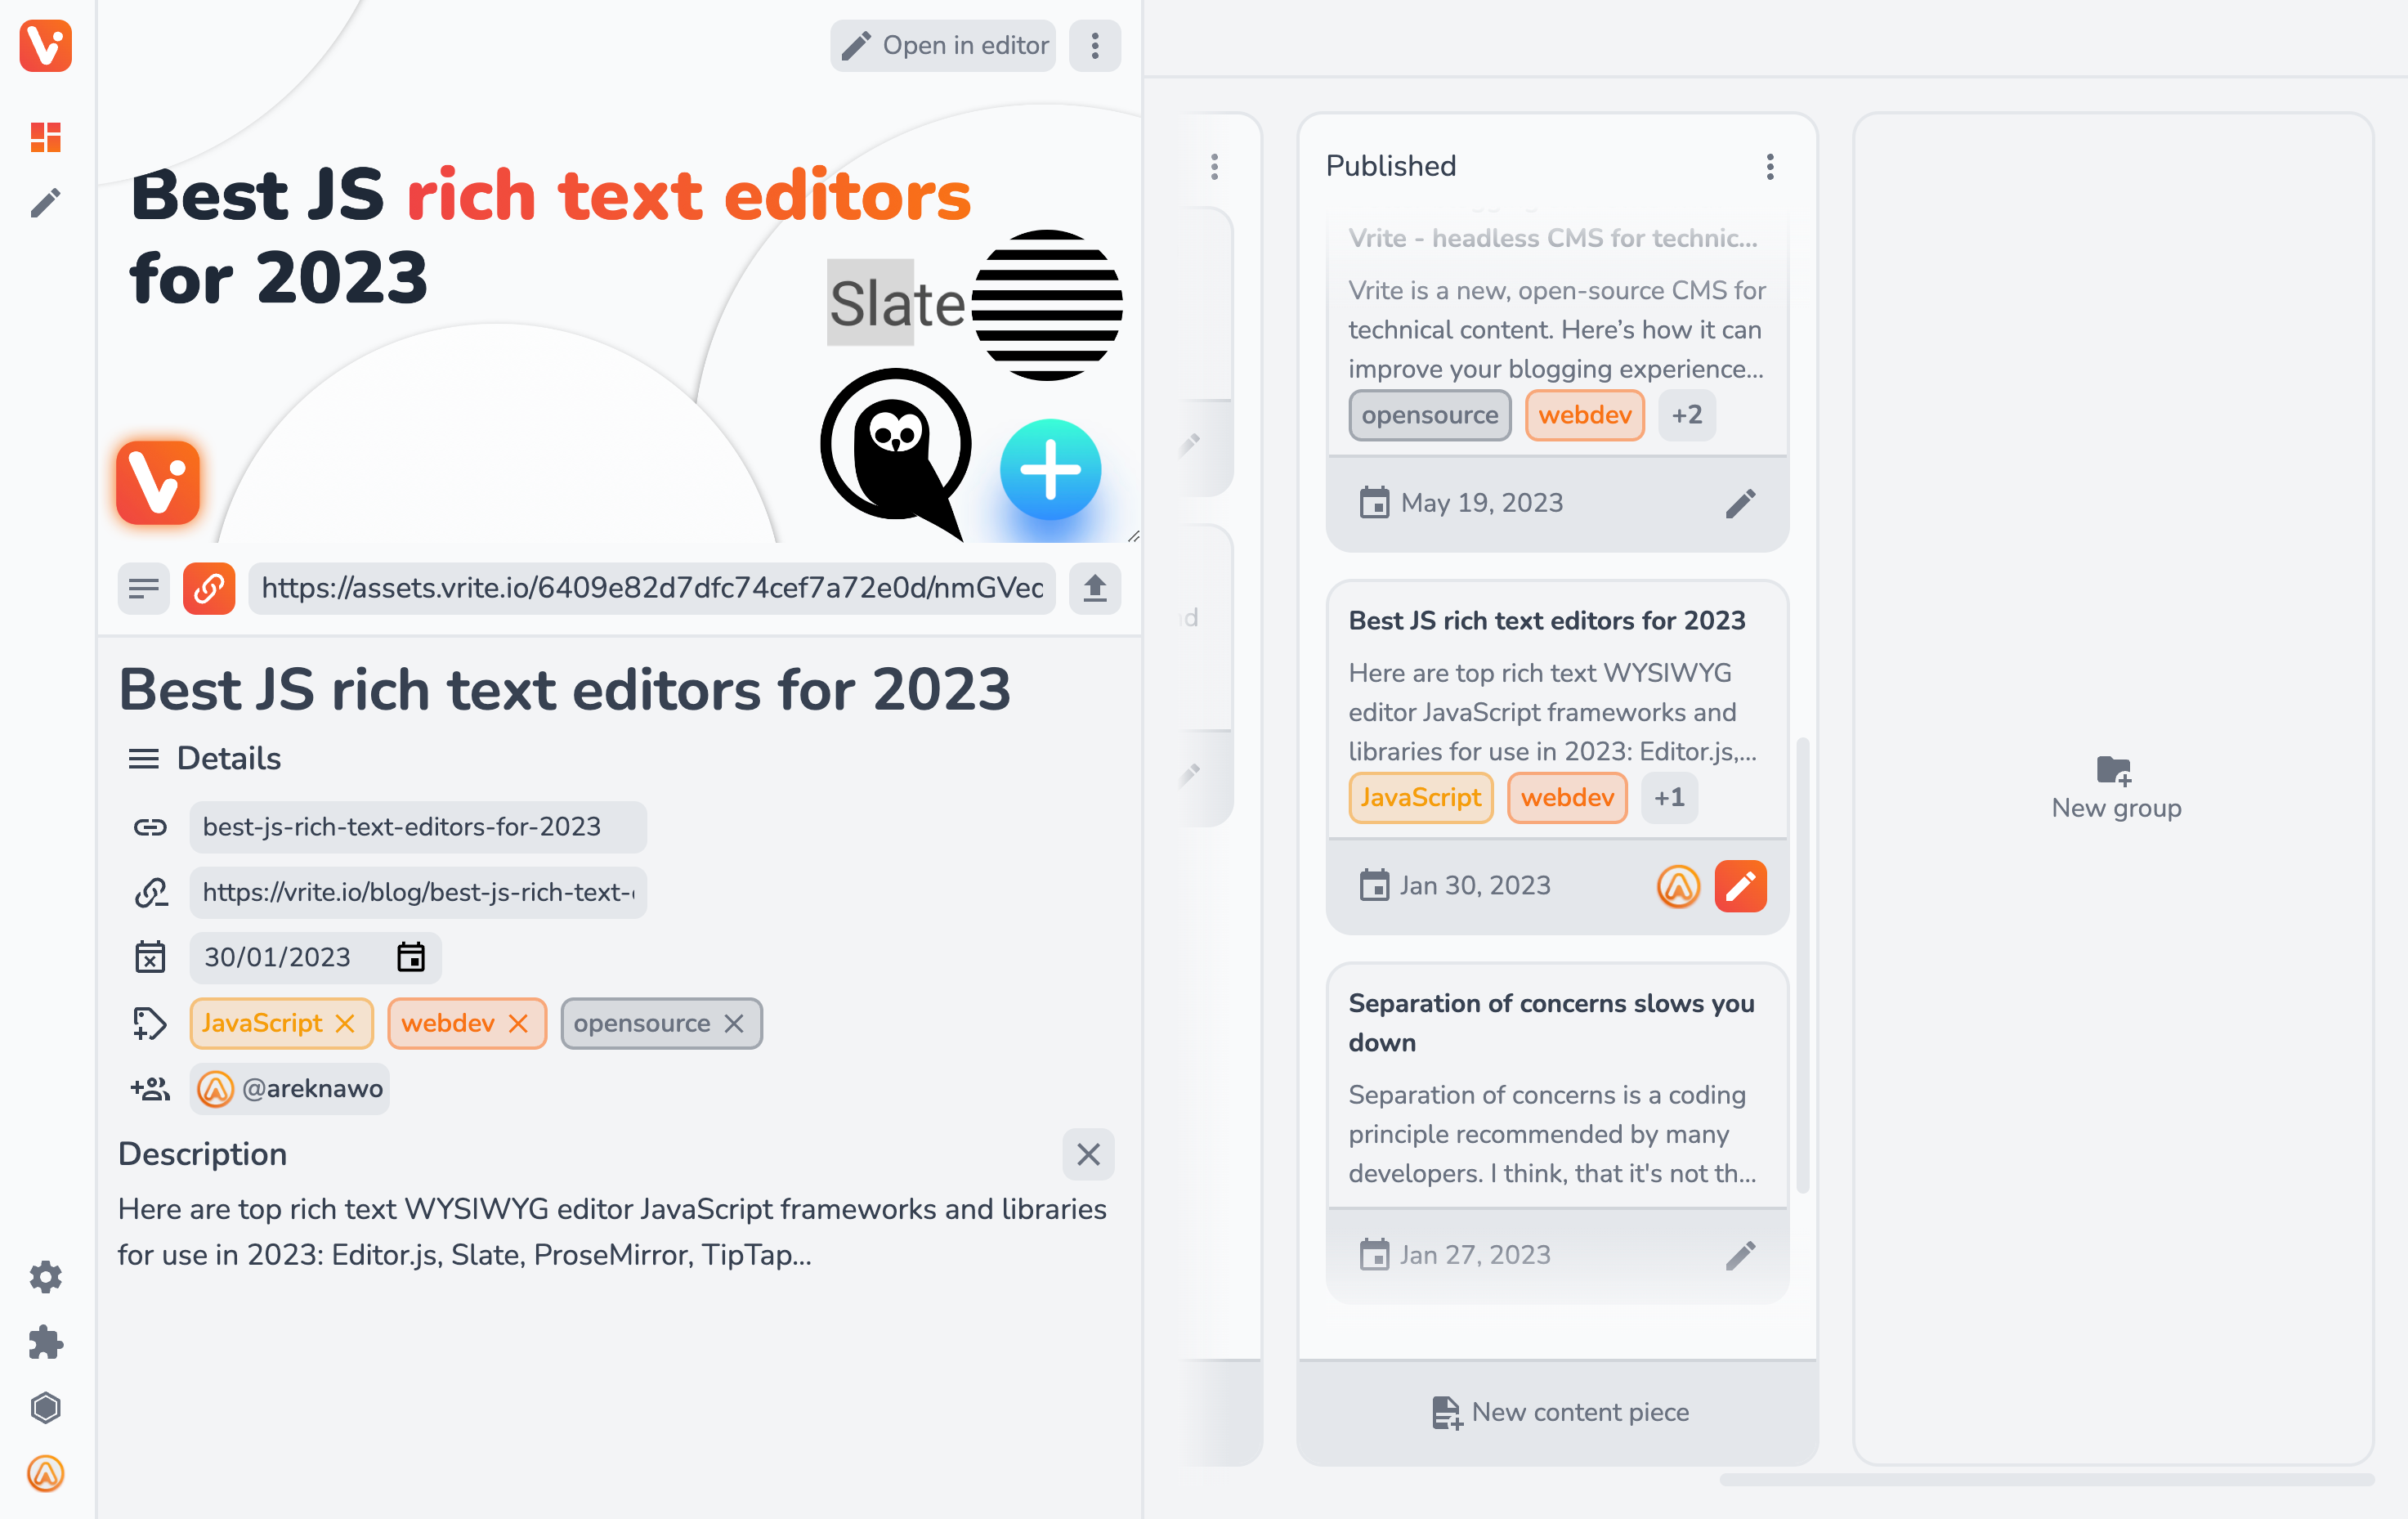 Open in editor
Best JS rich text editors
for 2023
Slate
https://assets.vrite.io/6409e82d7dfc74cef7a72e0d/nmGVec
Best JS rich text editors for 2023
Details
best-js-rich-text-editors-for-2023
https://vrite.io/blog/best-js-rich-text-
30/01/2023
JavaScript
webdev
opensource
@areknawo
Description
Here are top rich text WYSIWYG editor JavaScript frameworks and libraries
for use in 2023: Editor.js, Slate, ProseMirror, TipTap...
Published
Vrite - headless CMS for technic...
Vrite is a new, open-source CMS for
technical content. Here’s how it can
improve your blogging experience...
opensource
webdev
+2
May 19, 2023
Best JS rich text editors for 2023
Here are top rich text WYSIWYG
editor JavaScript frameworks and
libraries for use in 2023: Editor.js,...
JavaScript
webdev
+1
Jan 30, 2023
Separation of concerns slows you
down
Separation of concerns is a coding
principle recommended by many
developers. I think, that it's not th...
Jan 27, 2023
New content piece
New group